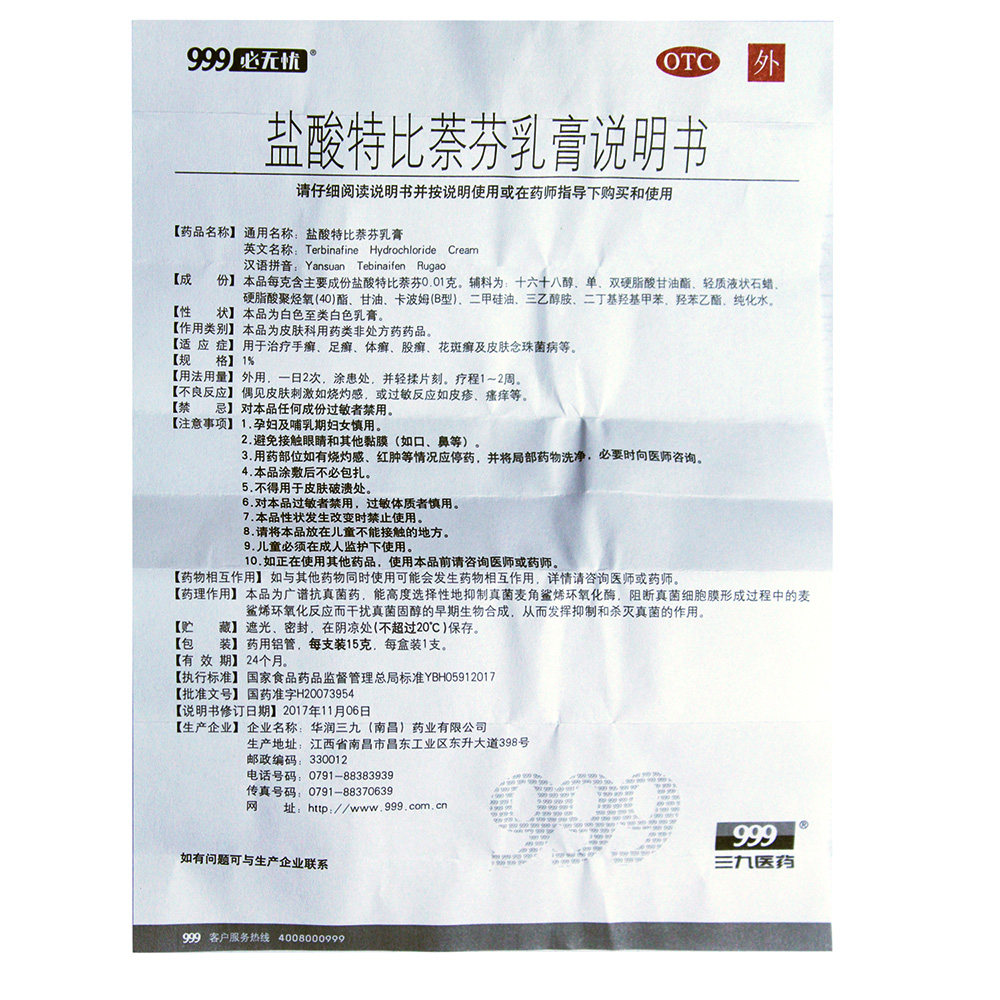 999 必无忧®
OTC 外
盐酸特比萘芬乳膏说明书
请仔细阅读说明书并按说明使用或在药师指导下购买和使用
【药品名称】通用名称：盐酸特比萘芬乳膏
英文名称：Terbinafine Hydrochloride Cream
汉语拼音：Yansuan Tebinaifen Rugao
【成 份】本品每克含主要成份盐酸特比萘芬0.01克。辅料为：十六十八醇、单、双硬脂酸甘油酯、轻质液状石蜡、
硬脂酸聚烃氧(40)酯、甘油、卡波姆(B型)、二甲硅油、三乙醇胺、二丁基羟基甲苯、羟苯乙酯、纯化水。
【性 状】本品为白色至类白色乳膏。
【作用类别】本品为皮肤科用药类非处方药药品。
【适 应 症】用于治疗手癣、足癣、体癣、股癣、花斑癣及皮肤念珠菌病等。
【规 格】1%
【用法用量】外用，一日2次，涂患处，并轻揉片刻。疗程1～2周。
【不良反应】偶见皮肤刺激如烧灼感，或过敏反应如皮疹、瘙痒等。
【禁 忌】对本品任何成份过敏者禁用。
【注意事项】1.孕妇及哺乳期妇女慎用。
2.避免接触眼睛和其他黏膜（如口、鼻等）。
3.用药部位如有烧灼感、红肿等情况应停药，并将局部药物洗净，必要时向医师咨询。
4.本品涂敷后不必包扎。
5.不得用于皮肤破溃处。
6.对本品过敏者禁用，过敏体质者慎用。
7.本品性状发生改变时禁止使用。
8.请将本品放在儿童不能接触的地方。
9.儿童必须在成人监护下使用。
10.如正在使用其他药品，使用本品前请咨询医师或药师。
【药物相互作用】如与其他药物同时使用可能会发生药物相互作用，详情请咨询医师或药师。
【药理作用】本品为广谱抗真菌药，能高度选择性地抑制真菌麦角鲨烯环氧化酶，阻断真菌细胞膜形成过程中的麦
鲨烯环氧化反应而干扰真菌固醇的早期生物合成，从而发挥抑制和杀灭真菌的作用。
【贮 藏】遮光、密封，在阴凉处(不超过20℃)保存。
【包 装】药用铝管，每支装15克，每盒装1支。
【有 效 期】24个月。
【执行标准】国家食品药品监督管理总局标准YBH05912017
【批准文号】国药准字H20073954
【说明书修订日期】2017年11月06日
【生产企业】企业名称：华润三九（南昌）药业有限公司
生产地址：江西省南昌市昌东工业区东升大道398号
邮政编码：330012
电话号码：0791-88383939
传真号码：0791-88370639
网 址：http://www.999.com.cn
999
999®
三九医药
如有问题可与生产企业联系
999 客户服务热线 4008000999